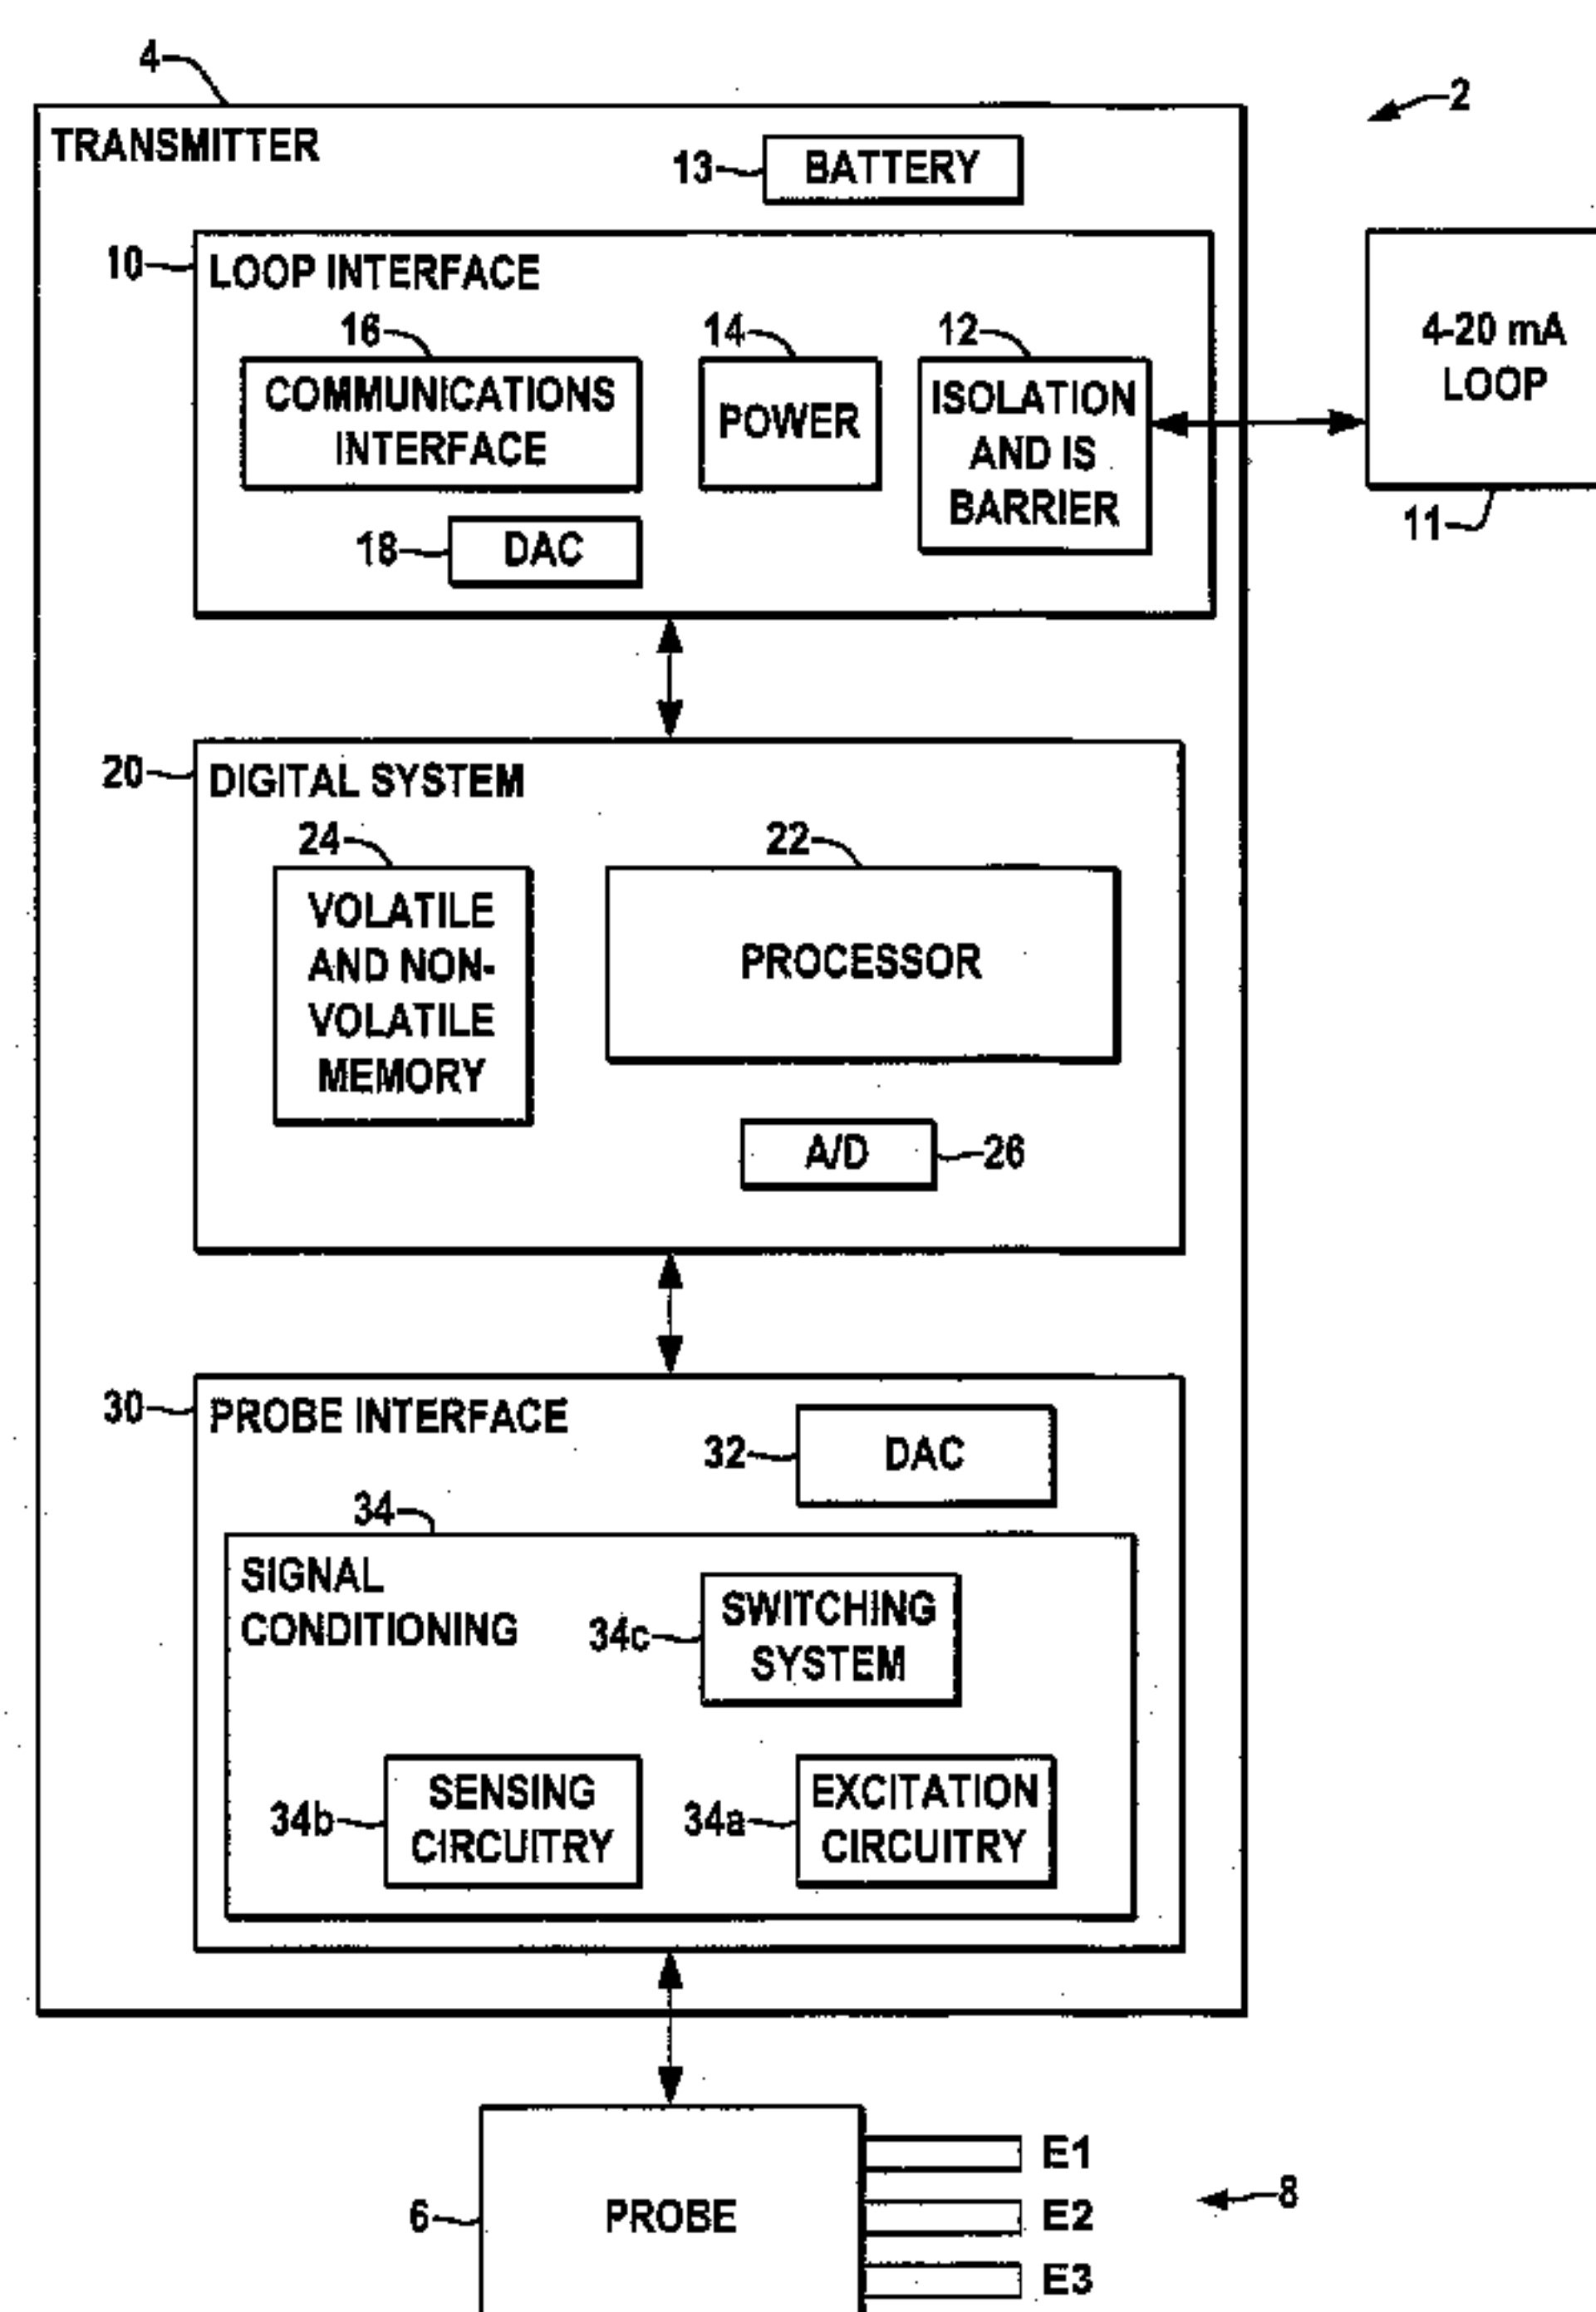 4
2
TRANSMITTER
13
BATTERY
10
LOOP INTERFACE
16
14
12
COMMUNICATIONS
INTERFACE
POWER
ISOLATION
AND IS
BARRIER
4-20 mA
LOOP
11
18
DAC
20
DIGITAL SYSTEM
24
22
VOLATILE
AND NON-
VOLATILE
MEMORY
PROCESSOR
A/D
26
30
PROBE INTERFACE
32
DAC
34
SIGNAL
CONDITIONING
34c
SWITCHING
SYSTEM
34b
SENSING
CIRCUITRY
34a
EXCITATION
CIRCUITRY
6
PROBE
E1
E2
E3
8